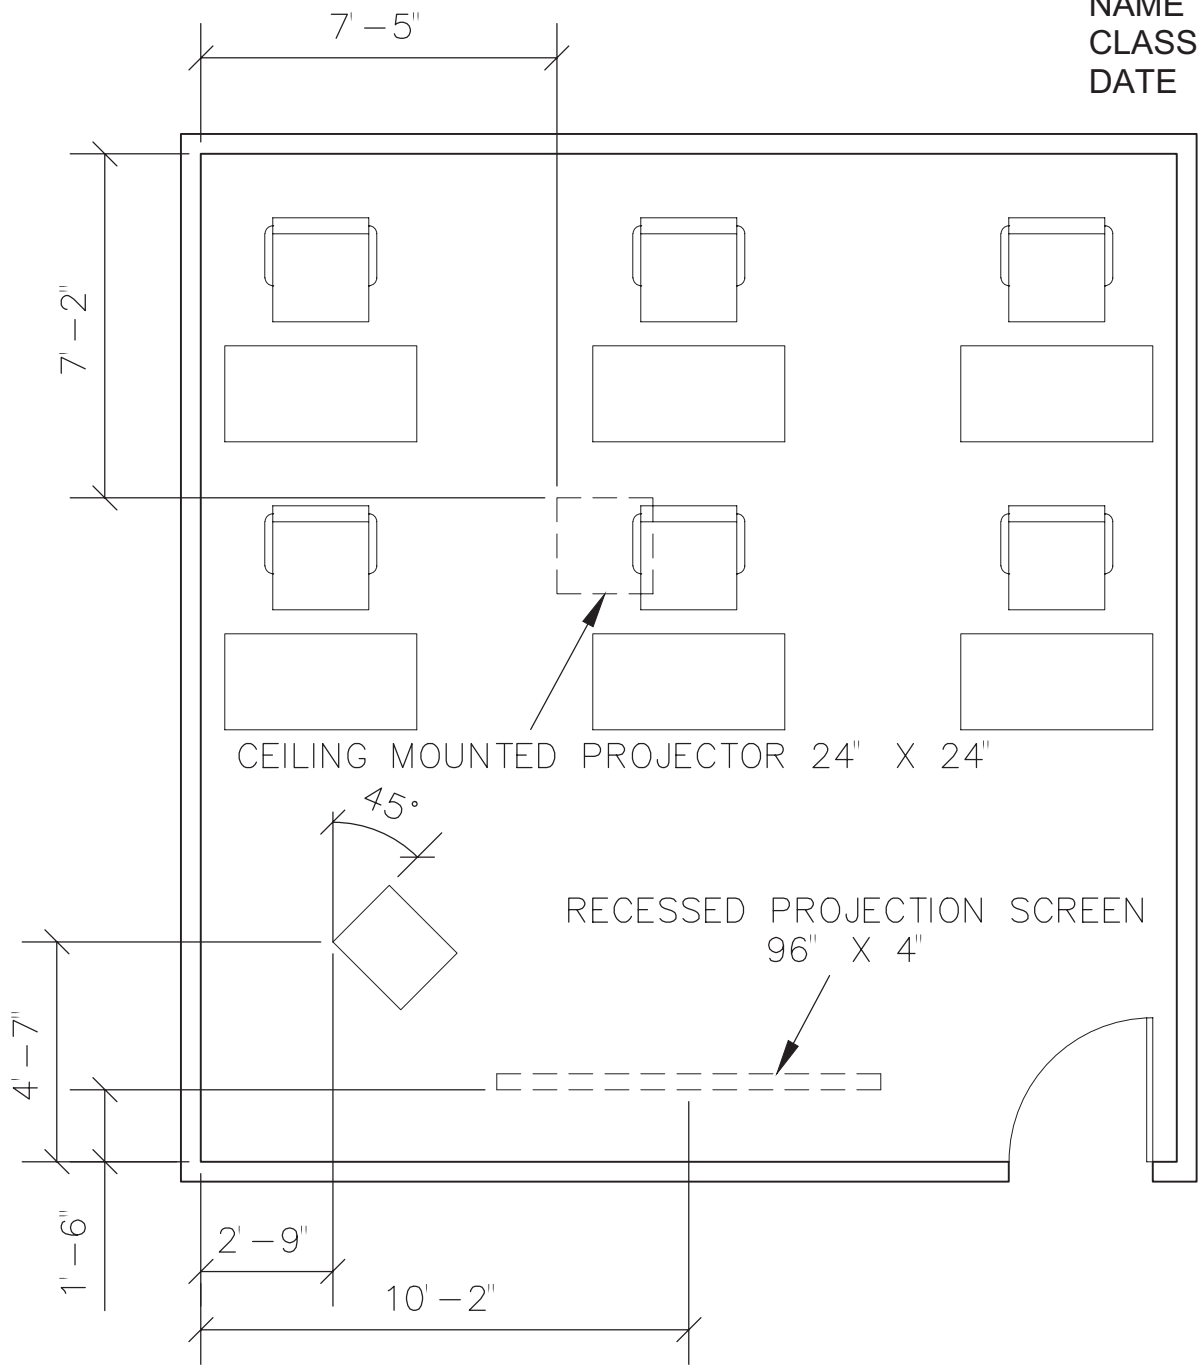 NAME
CLASS
DATE
7'-5"
7'-2"
CEILING MOUNTED PROJECTOR 24" X 24"
45°
RECESSED PROJECTION SCREEN
96" X 4"
4'-7"
1'-6"
2'-9"
10'-2"